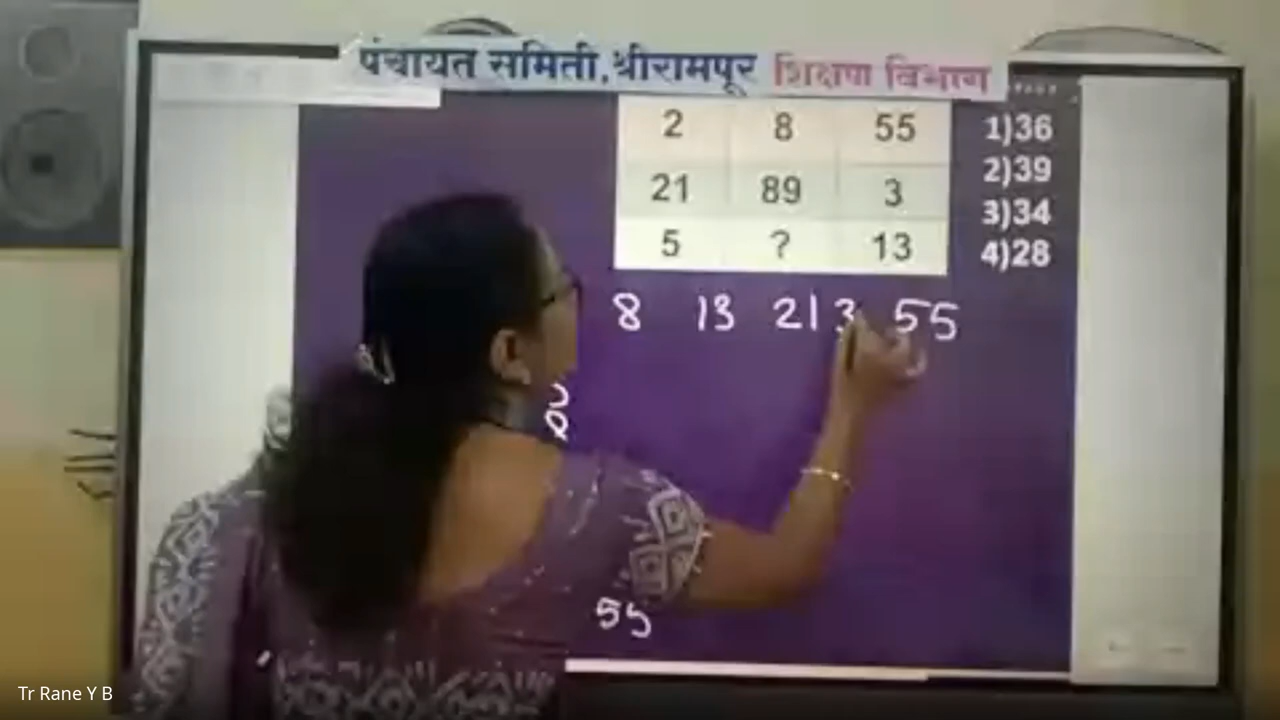 पंचायत समिती,श्रीरामपूर शिक्षण विभाग
2 8 55
21 89 3
5 ? 13
1)36
2)39
3)34
4)28
8 13 21 3 55
55
Tr Rane Y B